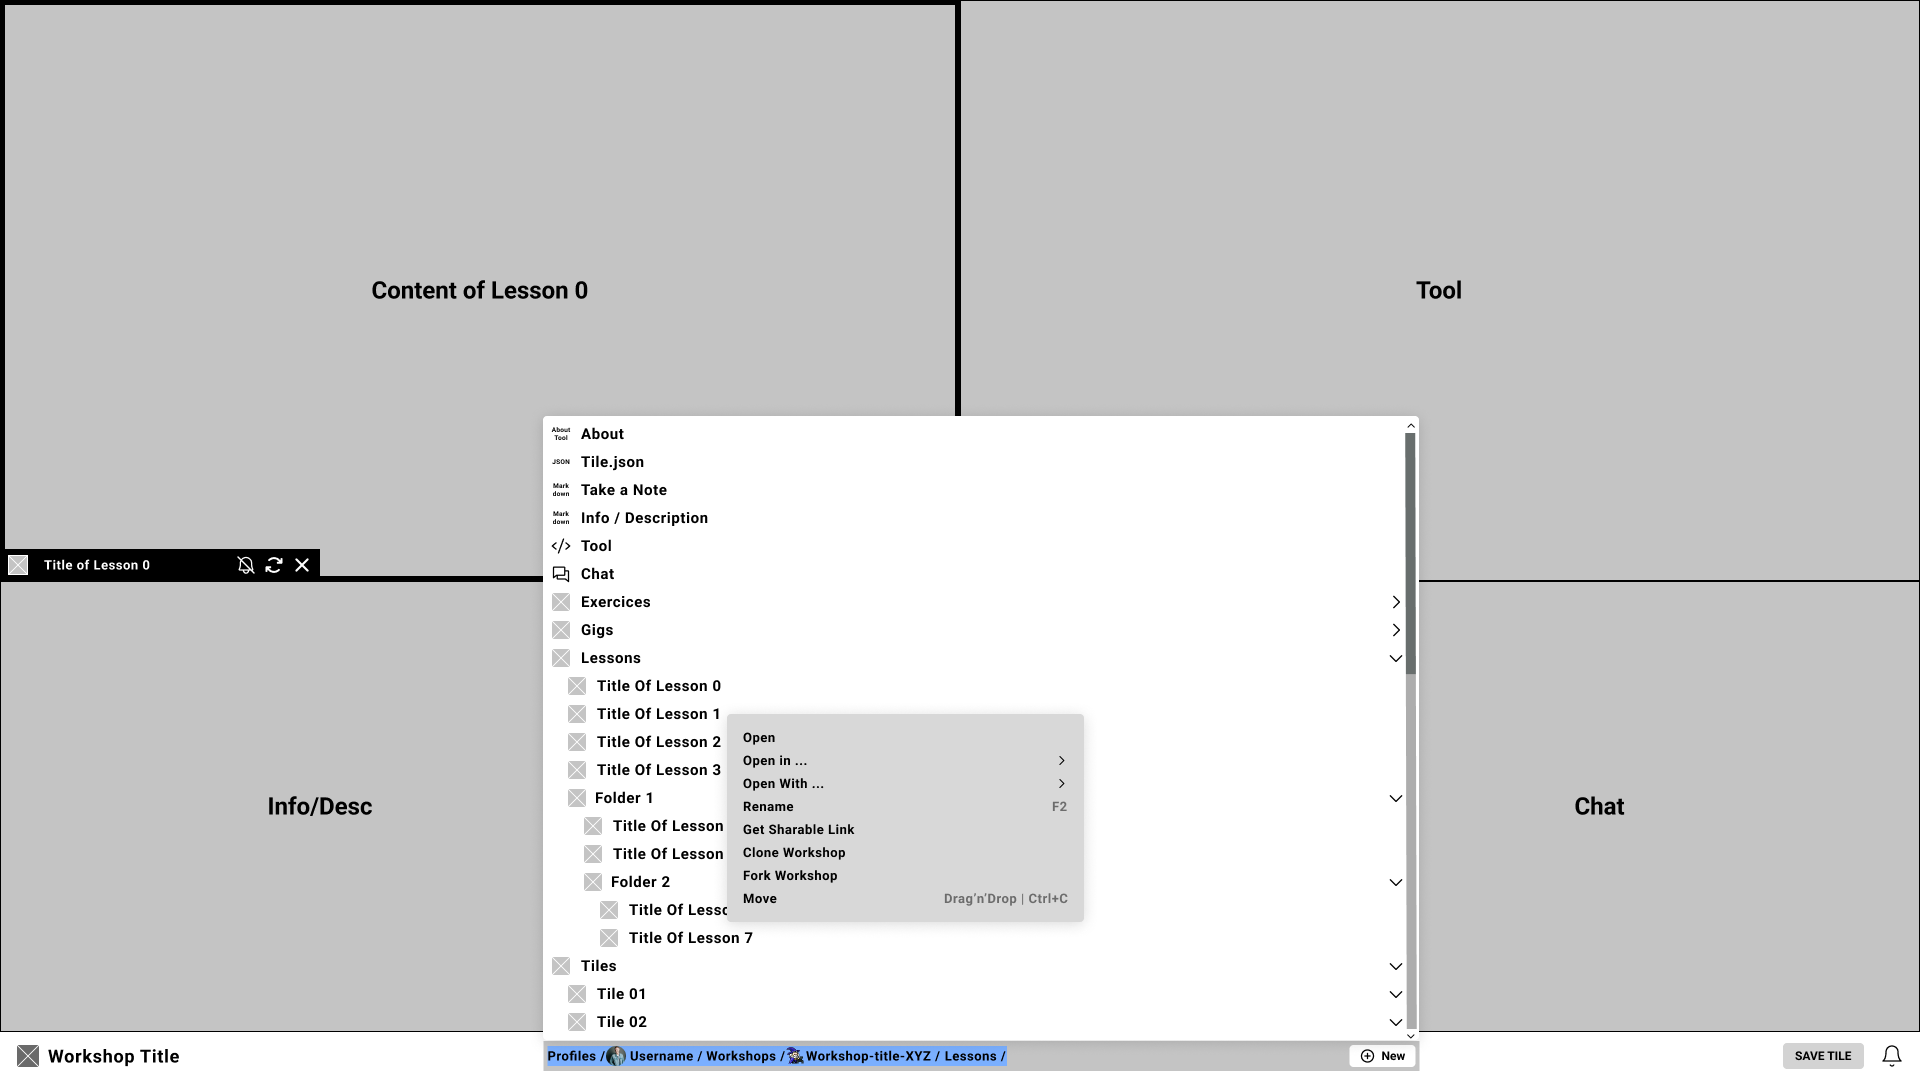 Content of Lesson 0
Tool
About Tool About
JSON Tile.json
Mark down Take a Note
Mark down Info / Description
</> Tool
Chat
Title of Lesson 0
Exercices
Gigs
Lessons
Title Of Lesson 0
Title Of Lesson 1
Title Of Lesson 2
Title Of Lesson 3
Folder 1
Title Of Lesson
Title Of Lesson
Folder 2
Title Of Lesso
Title Of Lesson 7
Tiles
Tile 01
Tile 02
Open
Open in ...
Open With ...
Rename F2
Get Sharable Link
Clone Workshop
Fork Workshop
Move Drag’n’Drop | Ctrl+C
Info/Desc
Chat
Workshop Title
Profiles / Username / Workshops / Workshop-title-XYZ / Lessons /
New
SAVE TILE